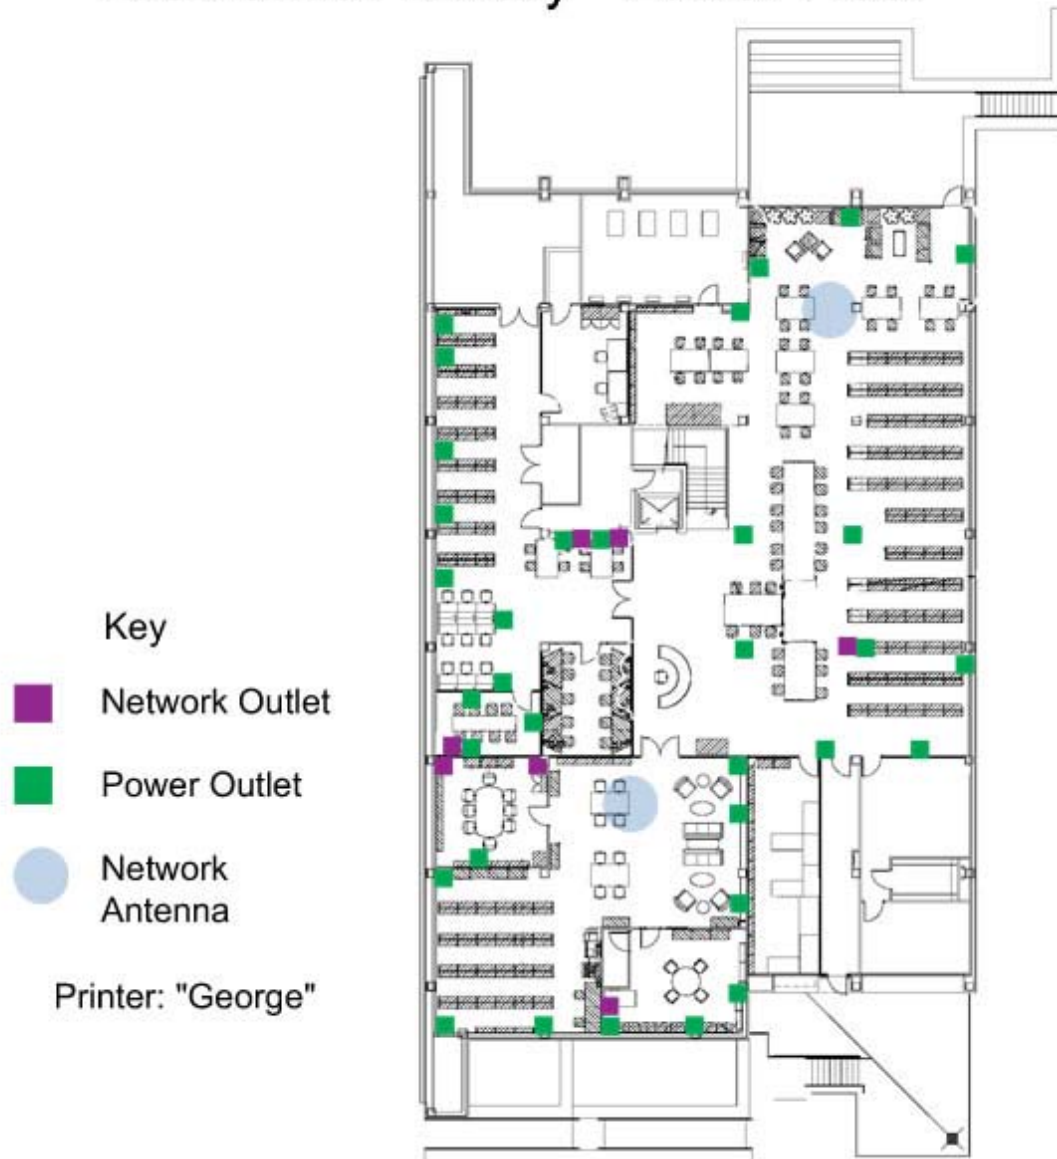 Key
Network Outlet
Power Outlet
Network
Antenna
Printer: "George"